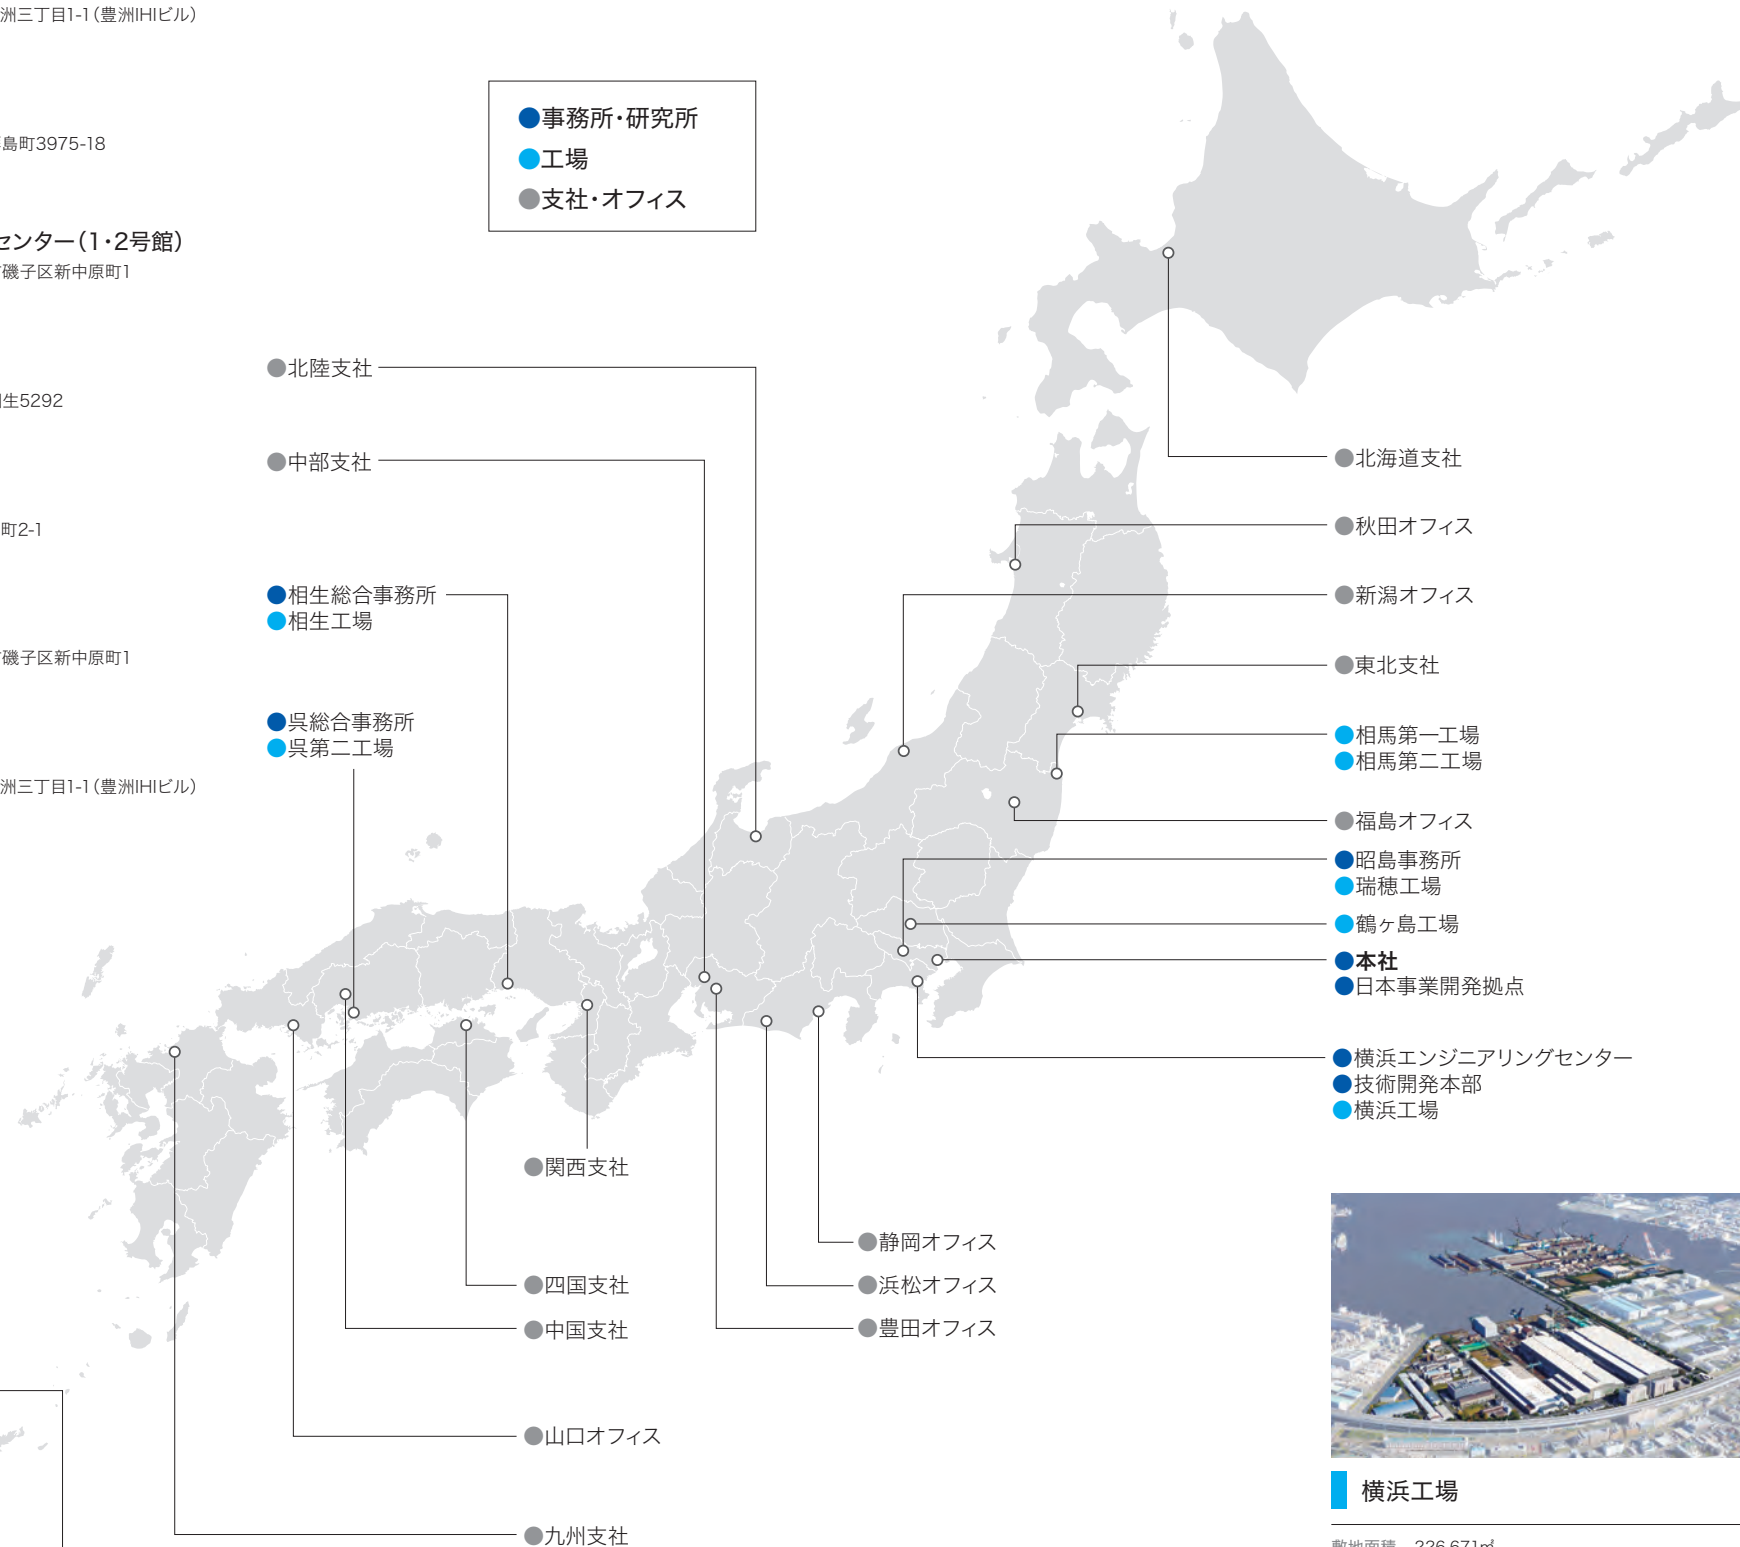 洲三丁目1-1(豊洲IHIビル)
島町3975-18
センター(1・2号館)
磯子区新中原町1
生5292
町2-1
磯子区新中原町1
洲三丁目1-1(豊洲IHIビル)
●事務所・研究所
●工場
●支社・オフィス
●北陸支社
●中部支社
●相生総合事務所
●相生工場
●呉総合事務所
●呉第二工場
●北海道支社
●秋田オフィス
●新潟オフィス
●東北支社
●相馬第一工場
●相馬第二工場
●福島オフィス
●昭島事務所
●瑞穂工場
●鶴ヶ島工場
●本社
●日本事業開発拠点
●横浜エンジニアリングセンター
●技術開発本部
●横浜工場
●関西支社
●四国支社
●中国支社
●山口オフィス
●九州支社
●静岡オフィス
●浜松オフィス
●豊田オフィス
横浜工場
敷地面積 226,671㎡